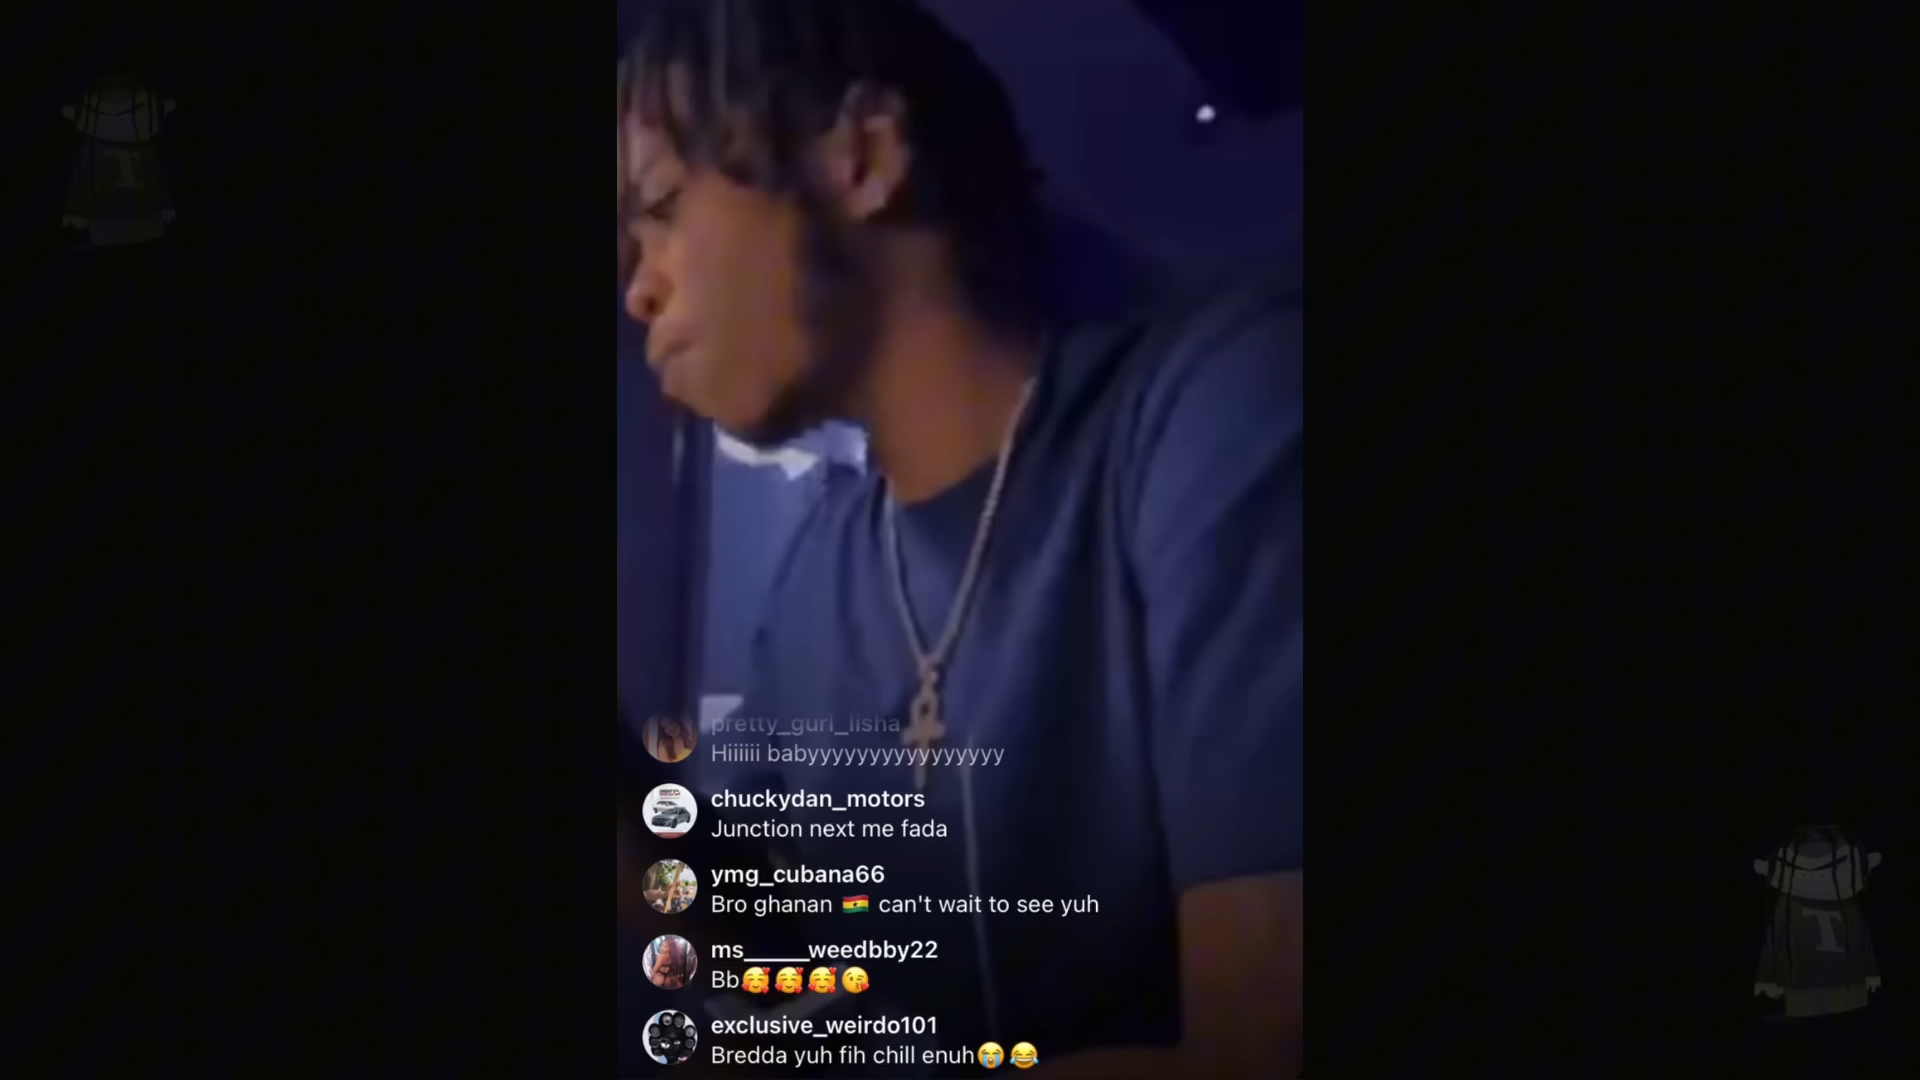 T
pretty_gurl_lisha
Hiiiiii babyyyyyyyyyyyyyyyy
chuckydan_motors
Junction next me fada
ymg_cubana66
Bro ghanan 🇬🇭 can't wait to see yuh
ms_____weedbby22
Bb🥰🥰🥰😘
exclusive_weirdo101
Bredda yuh fih chill enuh😭😂
T